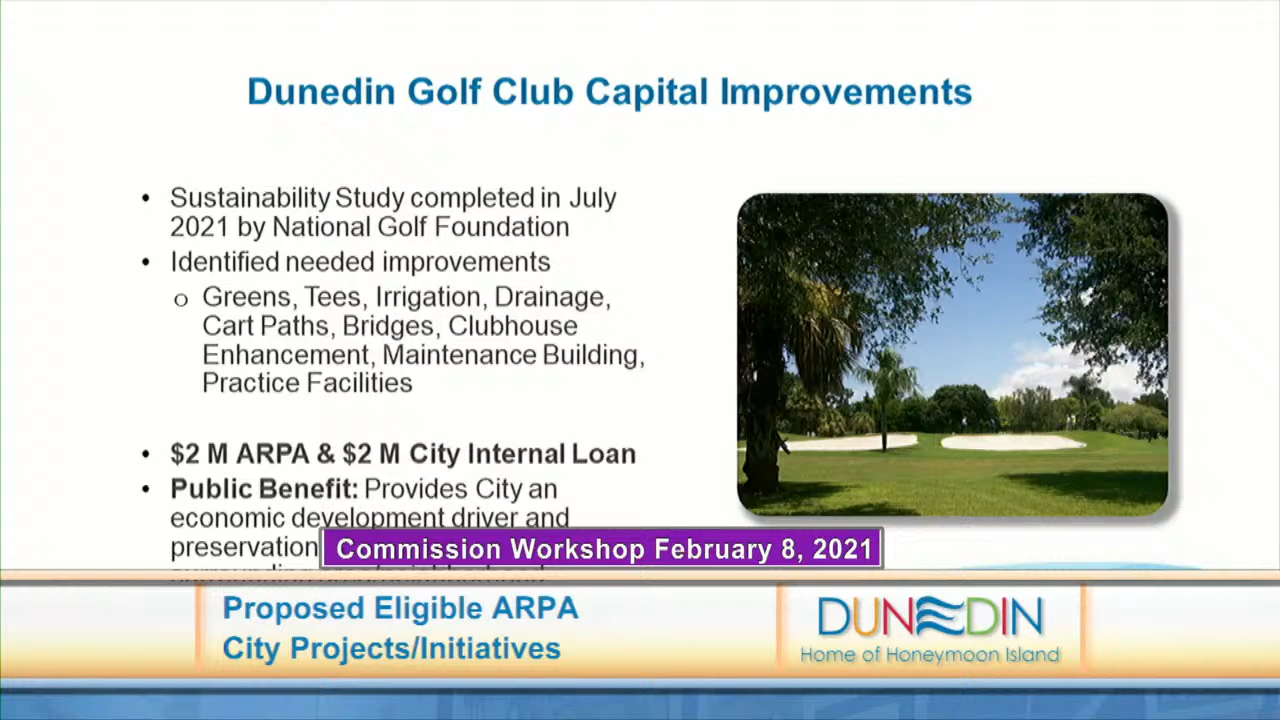 Dunedin Golf Club Capital Improvements
• Sustainability Study completed in July
2021 by National Golf Foundation
• Identified needed improvements
o Greens, Tees, Irrigation, Drainage,
Cart Paths, Bridges, Clubhouse
Enhancement, Maintenance Building,
Practice Facilities
• $2 M ARPA & $2 M City Internal Loan
• Public Benefit: Provides City an
economic development driver and
preservation
Commission Workshop February 8, 2021
Proposed Eligible ARPA
City Projects/Initiatives
DUNEDIN
Home of Honeymoon Island